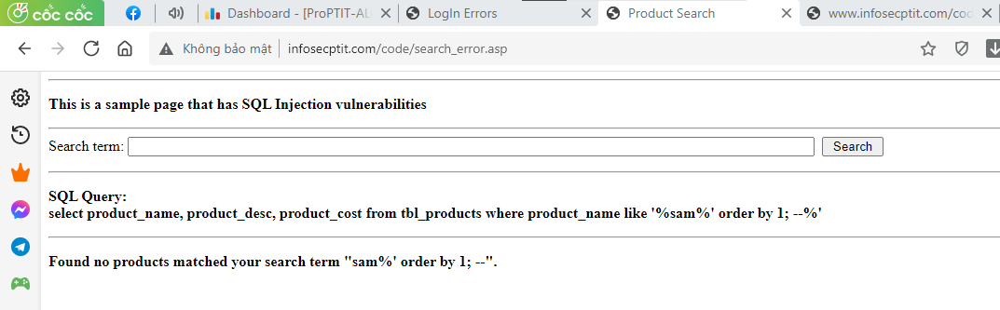 cốc cốc
Dashboard - [ProPTIT-AL
LogIn Errors
Product Search
www.infosecptit.com/cod
Không bảo mật
infosecptit.com/code/search_error.asp
This is a sample page that has SQL Injection vulnerabilities
Search term:
Search
SQL Query:
select product_name, product_desc, product_cost from tbl_products where product_name like '%sam%' order by 1; --%'
Found no products matched your search term "sam%' order by 1; --".